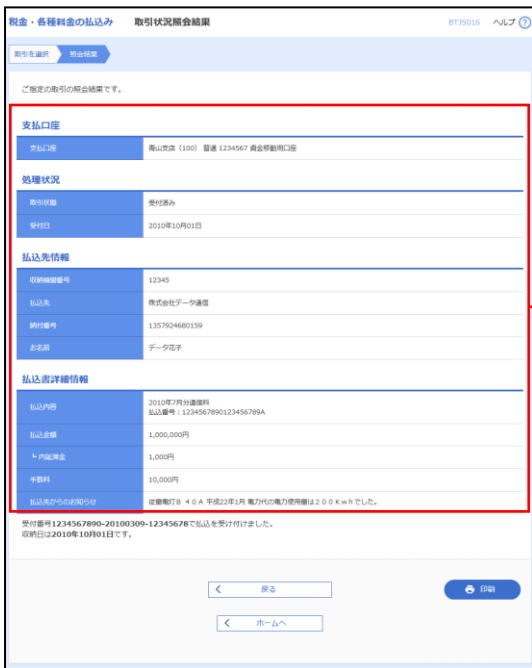 税金・各種料金の払込み 取引状況照会結果 BTJS016 ヘルプ ?
取引を選択 照会結果
ご指定の取引の照会結果です。
支払口座
支払口座 青山支店（100） 普通 1234567 資金移動用口座
処理状況
取引状態 受付済み
受付日 2010年10月01日
払込先情報
収納機関番号 12345
払込先 株式会社データ通信
納付番号 1357924680159
お名前 データ花子
払込書詳細情報
払込内容 2010年7月分通信料
払込番号：1234567890123456789A
払込金額 1,000,000円
┗ 内延滞金 1,000円
手数料 10,000円
払込先からのお知らせ 従量電灯Ｂ ４０Ａ 平成22年1月 電力代の電力使用量は２００Ｋｗｈでした。
受付番号1234567890-20100309-12345678で払込を受け付けました。
収納日は2010年10月01日です。
戻る 印刷
ホームへ